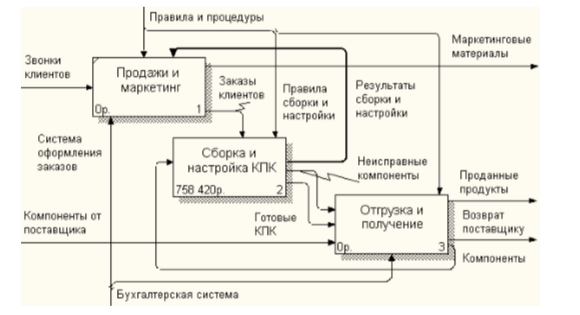 Правила и процедуры
Маркетинговые
материалы
Звонки
клиентов
Продажи и
маркетинг
0р.
1
Заказы
клиентов
Правила
сборки и
настройки
Результаты
сборки и
настройки
Система
оформления
заказов
Сборка и
настройка КПК
758 420р.
2
Неисправные
компоненты
Проданные
продукты
Компоненты от
поставщика
Готовые
КПК
Отгрузка и
получение
0р.
3
Возврат
поставщику
Компоненты
Бухгалтерская система